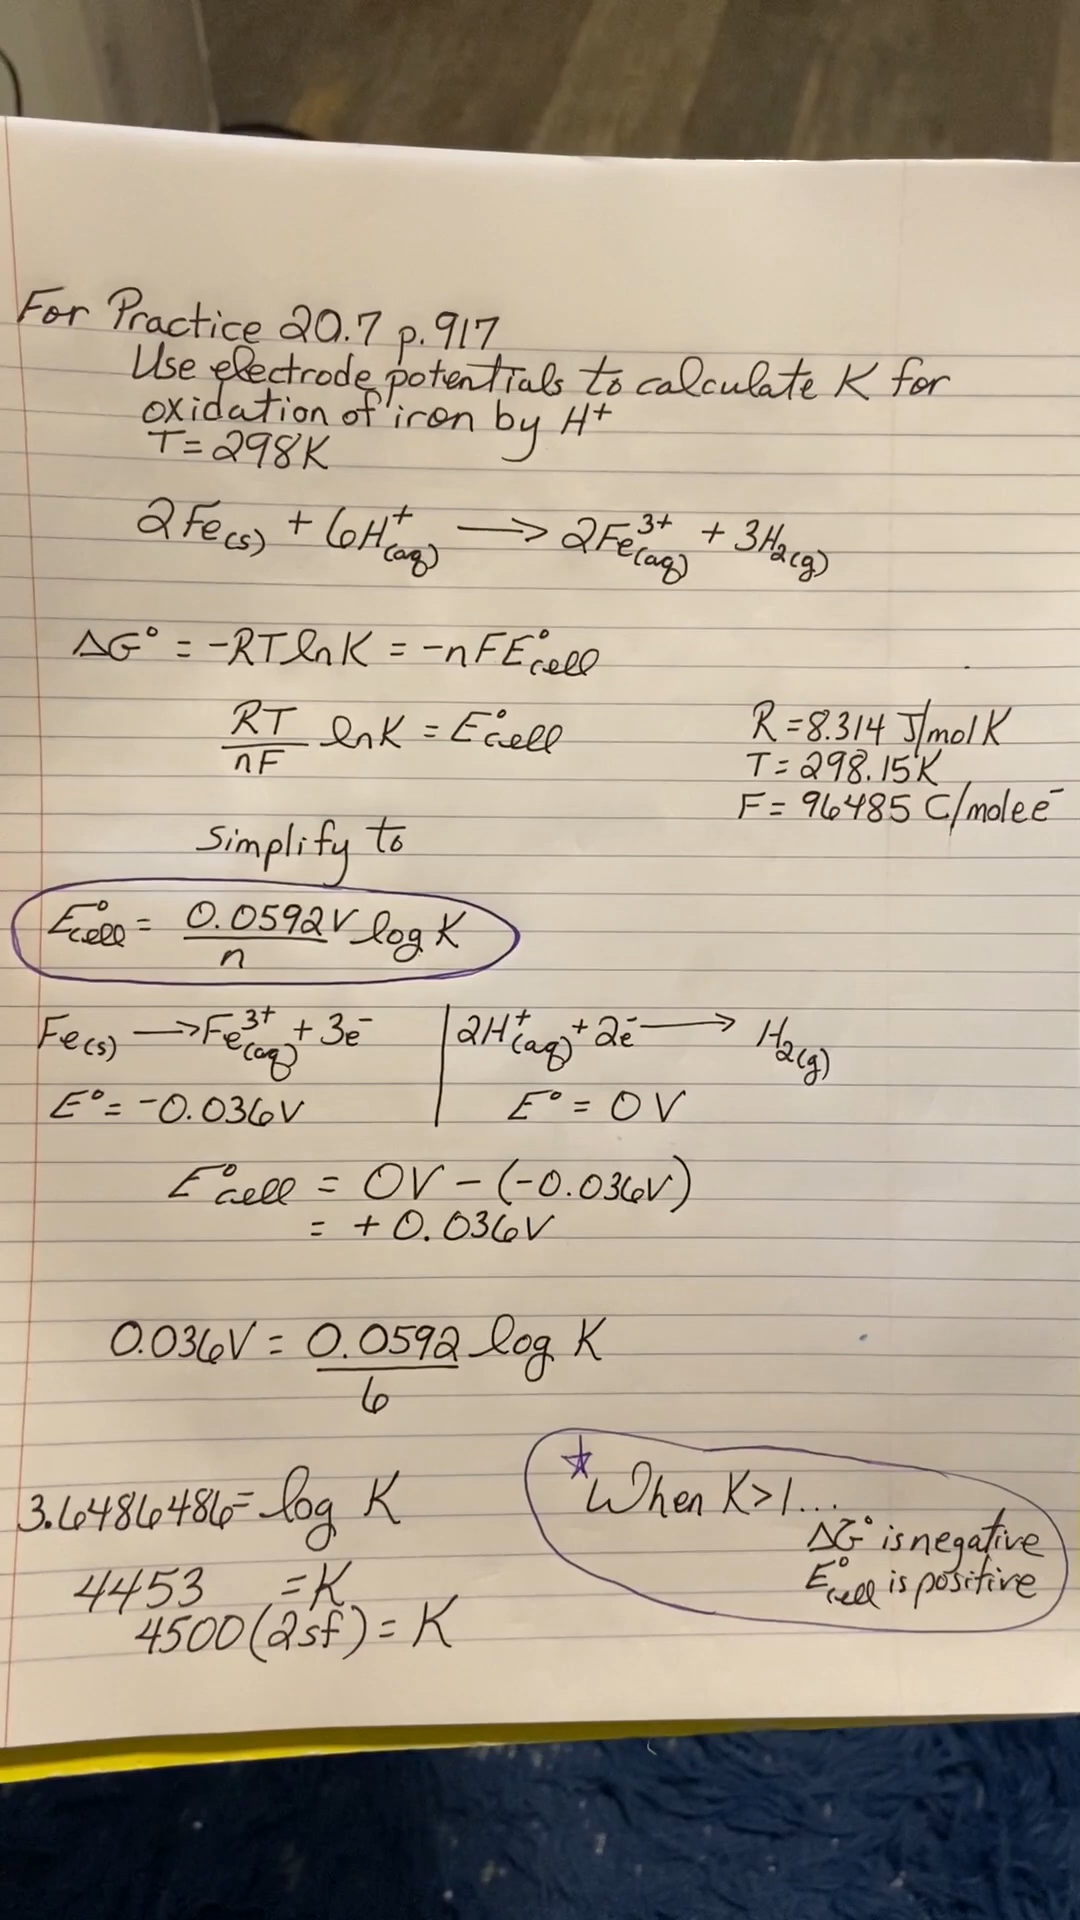 For Practice 20.7 p.917
Use electrode potentials to calculate K for
oxidation of iron by H⁺
T=298K
2Fe(s) + 6H⁺(aq) → 2Fe³⁺(aq) + 3H₂(g)
ΔG° = -RT lnK = -nFE°cell
RT/nF lnK = E°cell
R=8.314 J/mol K
T=298.15K
F= 96485 C/mole e⁻
Simplify to
E°cell = 0.0592V/n log K
Fe(s) → Fe³⁺(aq) + 3e⁻ | 2H⁺(aq) + 2e⁻ → H₂(g)
E°= -0.036V | E° = 0 V
E°cell = 0V - (-0.036V)
= + 0.036V
0.036V = 0.0592/6 log K
3.6486486= log K
4453 = K
4500 (2sf) = K
☆ When K>1...
ΔG° is negative
E°cell is positive